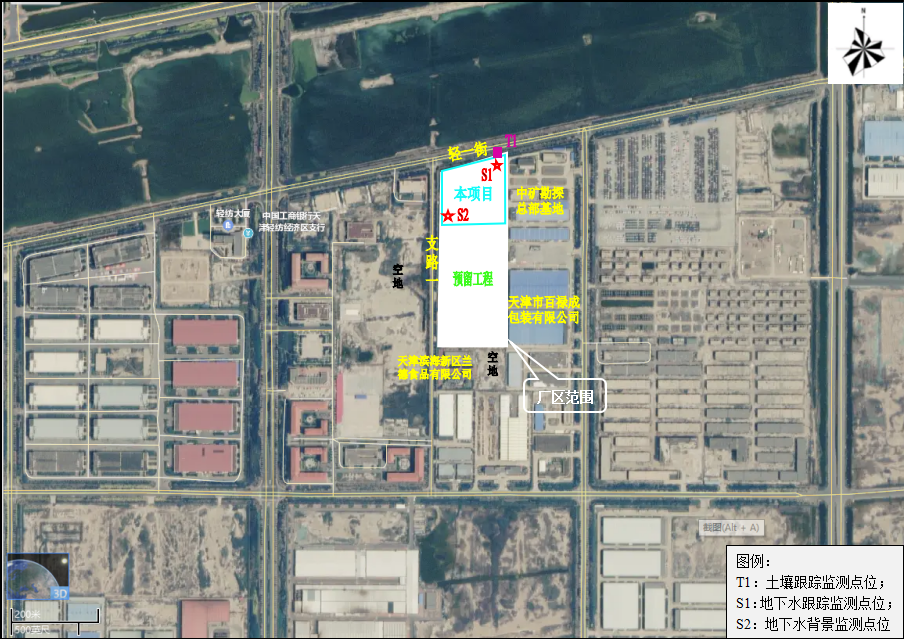 N
T1
轻一街
S1
本项目
S2
中矿勘探
总部基地
轻纺大厦
中国工商银行天
津轻纺经济区支行
支路一
空地
预留工程
天津市百禄成
包装有限公司
天津滨海新区兰
德食品有限公司
空地
厂区范围
截图(Alt + A)
3D
200米
500英尺
图例：
T1：土壤跟踪监测点位；
S1:地下水跟踪监测点位；
S2：地下水背景监测点位